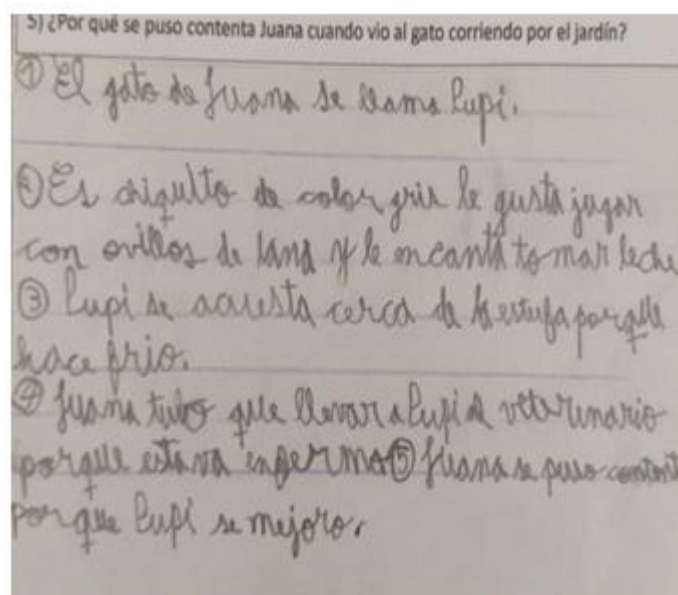 5) ¿Por qué se puso contenta Juana cuando vio al gato corriendo por el jardín?
① El gato de Juana se llama Lupi.
② Es chiquito de color gris le gusta jugar
con ovillos de lana y le encanta tomar leche
③ Lupi se acuesta cerca de la estufa porque
hace frio.
④ Juana tubo que llevar a Lupi al veterinario
porque estava enfermo ⑤ Juana se puso content
porque Lupi se mejoro.